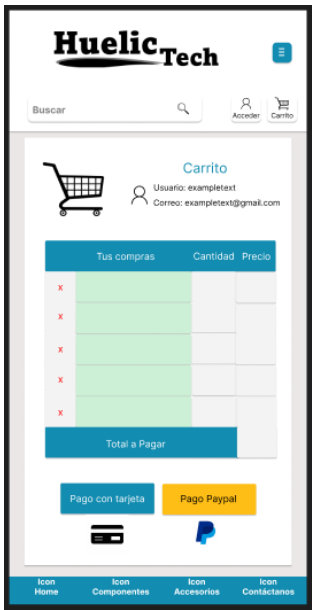 Huelic
Tech
Buscar
Acceder
Carrito
Carrito
Usuario: exampletext
Correo: exampletext@gmail.com
Tus compras Cantidad Precio
x
x
x
x
x
Total a Pagar
Pago con tarjeta Pago Paypal
Icon Icon Icon Icon
Home Componentes Accesorios Contáctanos